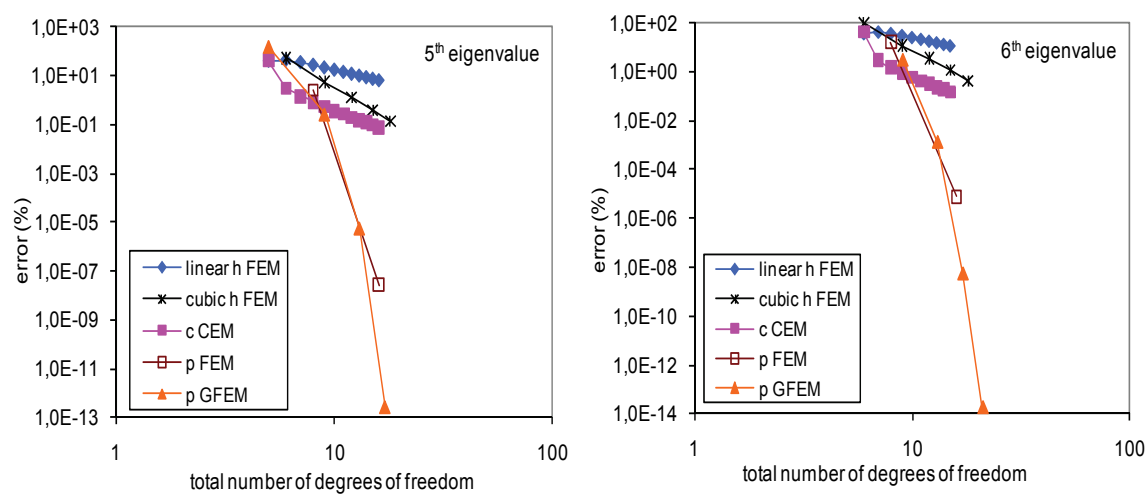 5th eigenvalue
error (%)
1,0E+03
1,0E+01
1,0E-01
1,0E-03
1,0E-05
1,0E-07
1,0E-09
1,0E-11
1,0E-13
linear h FEM
cubic h FEM
c CEM
p FEM
p GFEM
1 10 100
total number of degrees of freedom
6th eigenvalue
error (%)
1,0E+02
1,0E+00
1,0E-02
1,0E-04
1,0E-06
1,0E-08
1,0E-10
1,0E-12
1,0E-14
linear h FEM
cubic h FEM
c CEM
p FEM
p GFEM
1 10 100
total number of degrees of freedom